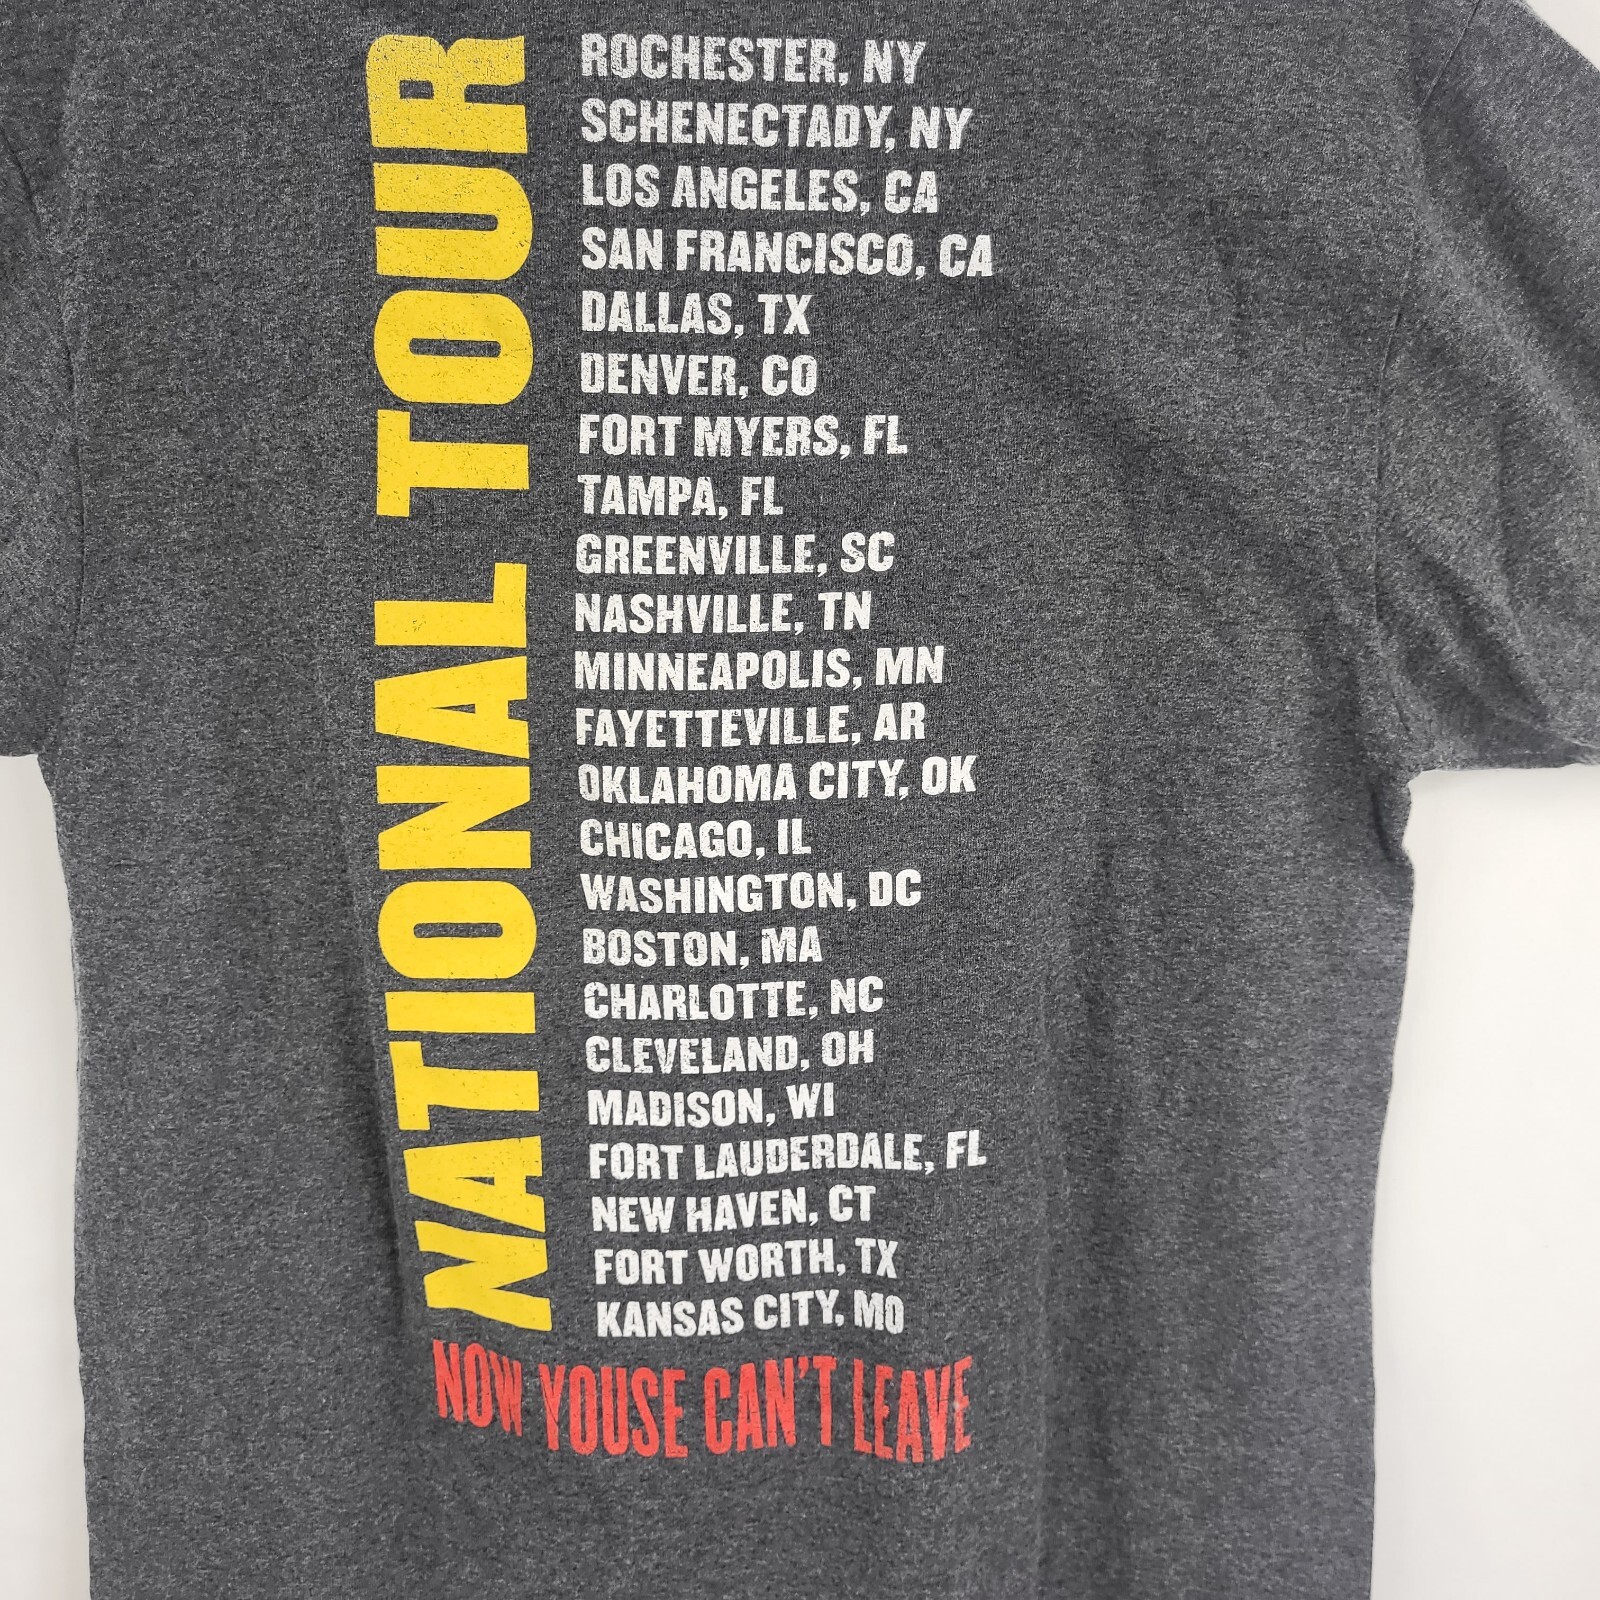 NATIONAL TOUR
ROCHESTER, NY
SCHENECTADY, NY
LOS ANGELES, CA
SAN FRANCISCO, CA
DALLAS, TX
DENVER, CO
FORT MYERS, FL
TAMPA, FL
GREENVILLE, SC
NASHVILLE, TN
MINNEAPOLIS, MN
FAYETTEVILLE, AR
OKLAHOMA CITY, OK
CHICAGO, IL
WASHINGTON, DC
BOSTON, MA
CHARLOTTE, NC
CLEVELAND, OH
MADISON, WI
FORT LAUDERDALE, FL
NEW HAVEN, CT
FORT WORTH, TX
KANSAS CITY, MO
NOW YOUSE CAN'T LEAVE